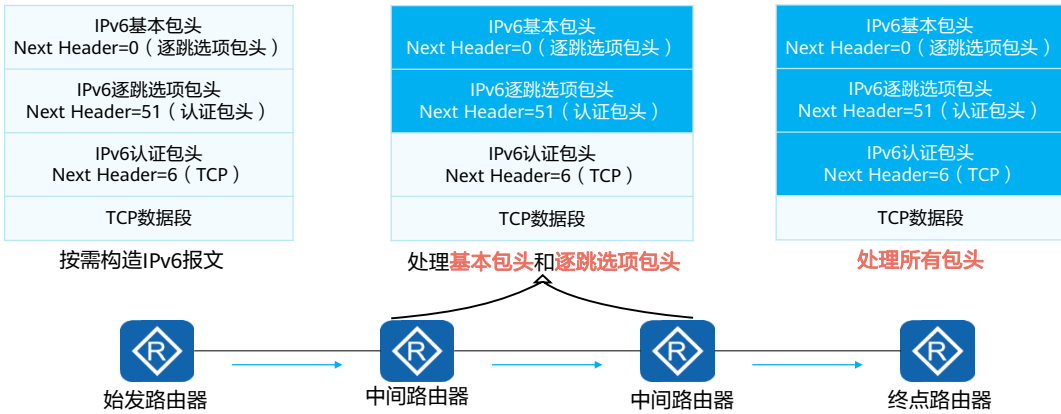 IPv6基本包头
Next Header=0（逐跳选项包头）
IPv6逐跳选项包头
Next Header=51（认证包头）
IPv6认证包头
Next Header=6（TCP）
TCP数据段
按需构造IPv6报文
IPv6基本包头
Next Header=0（逐跳选项包头）
IPv6逐跳选项包头
Next Header=51（认证包头）
IPv6认证包头
Next Header=6（TCP）
TCP数据段
处理基本包头和逐跳选项包头
IPv6基本包头
Next Header=0（逐跳选项包头）
IPv6逐跳选项包头
Next Header=51（认证包头）
IPv6认证包头
Next Header=6（TCP）
TCP数据段
处理所有包头
R
R
R
R
始发路由器
中间路由器
中间路由器
终点路由器